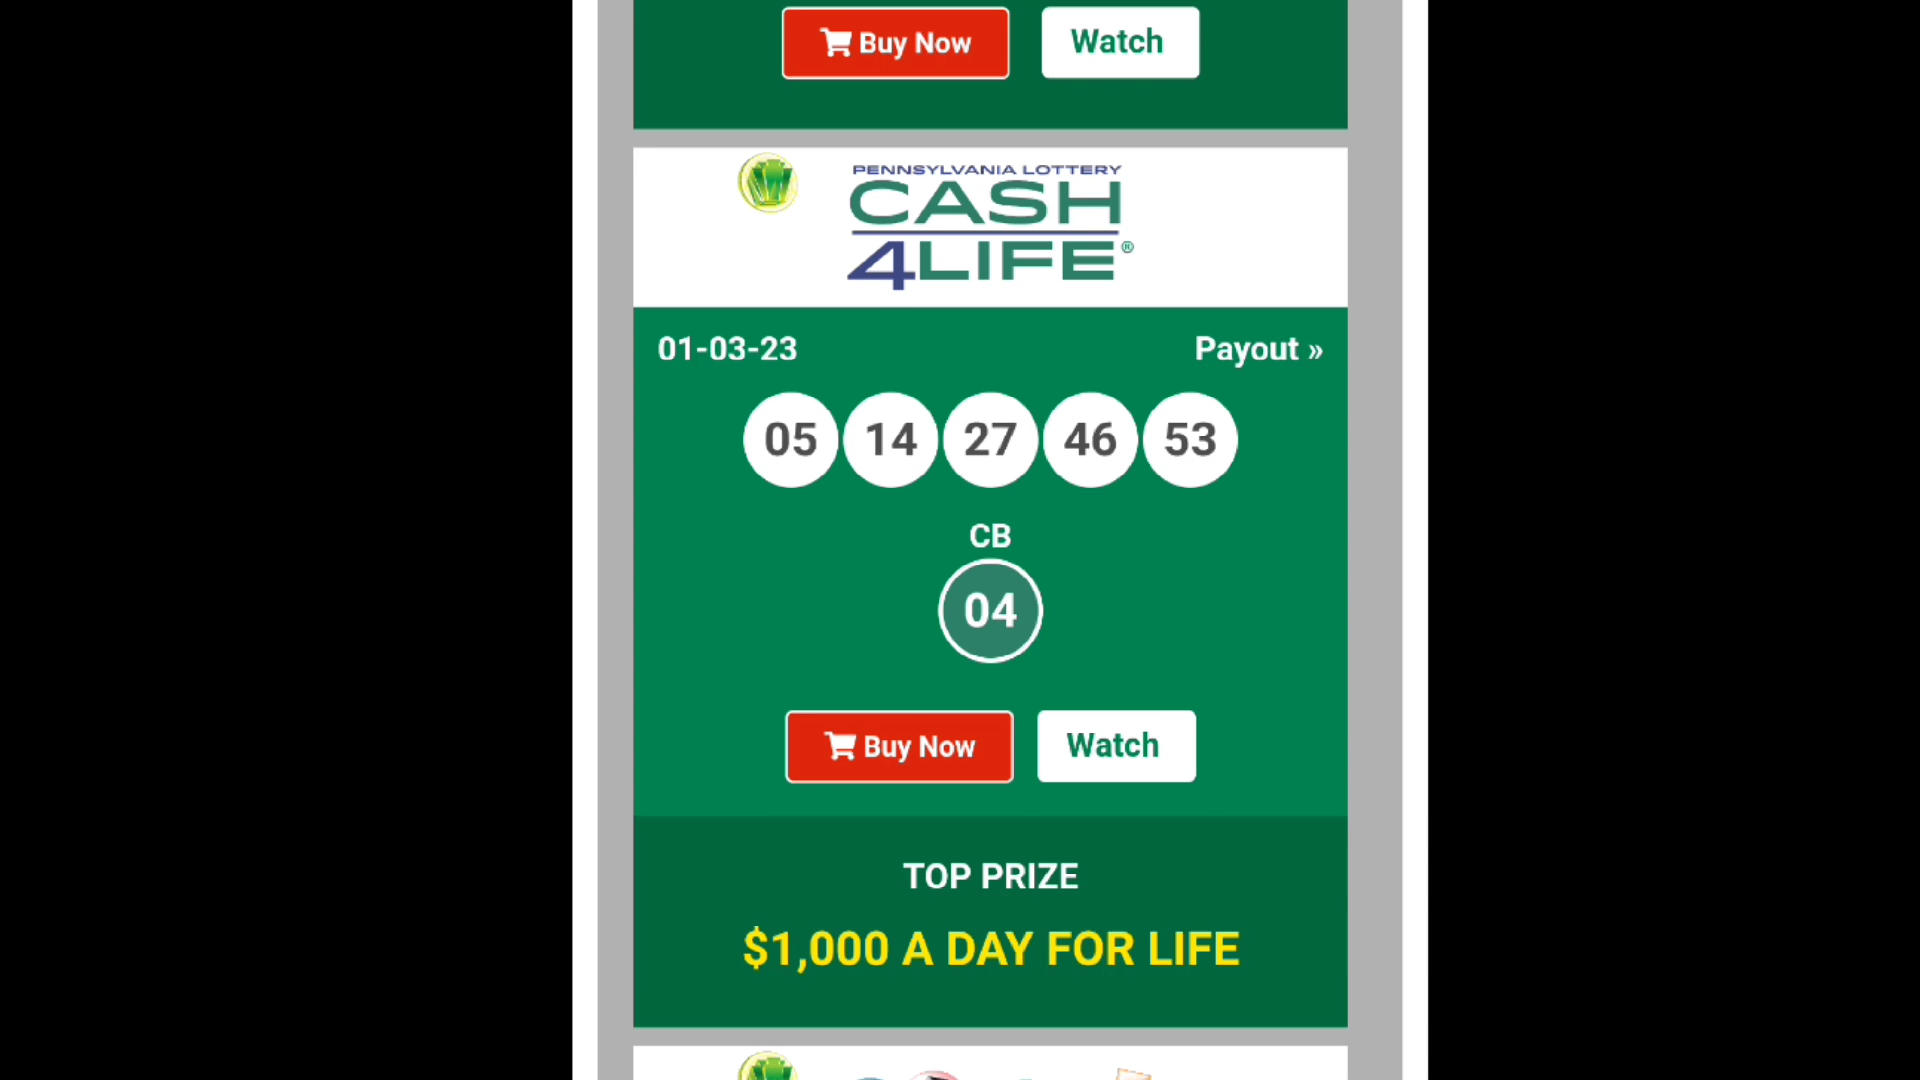 Buy Now Watch
PENNSYLVANIA LOTTERY
CASH
4LIFE®
01-03-23 Payout »
05 14 27 46 53
CB
04
Buy Now Watch
TOP PRIZE
$1,000 A DAY FOR LIFE